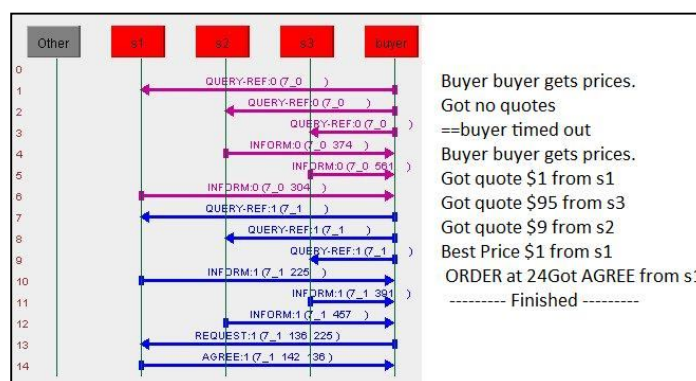 Other s1 s2 s3 buyer
0
1 QUERY-REF:0 (7_0 )
2 QUERY-REF:0 (7_0 )
3 QUERY-REF:0 (7_0 )
4 INFORM:0 (7_0 374 )
5 INFORM:0 (7_0 561 )
6 INFORM:0 (7_0 304 )
7 QUERY-REF:1 (7_1 )
8 QUERY-REF:1 (7_1 )
9 QUERY-REF:1 (7_1 )
10 INFORM:1 (7_1 225 )
11 INFORM:1 (7_1 391 )
12 INFORM:1 (7_1 457 )
13 REQUEST:1 (7_1 136 225 )
14 AGREE:1 (7_1 142 136 )
Buyer buyer gets prices.
Got no quotes
==buyer timed out
Buyer buyer gets prices.
Got quote $1 from s1
Got quote $95 from s3
Got quote $9 from s2
Best Price $1 from s1
ORDER at 24Got AGREE from s1
--------- Finished ---------